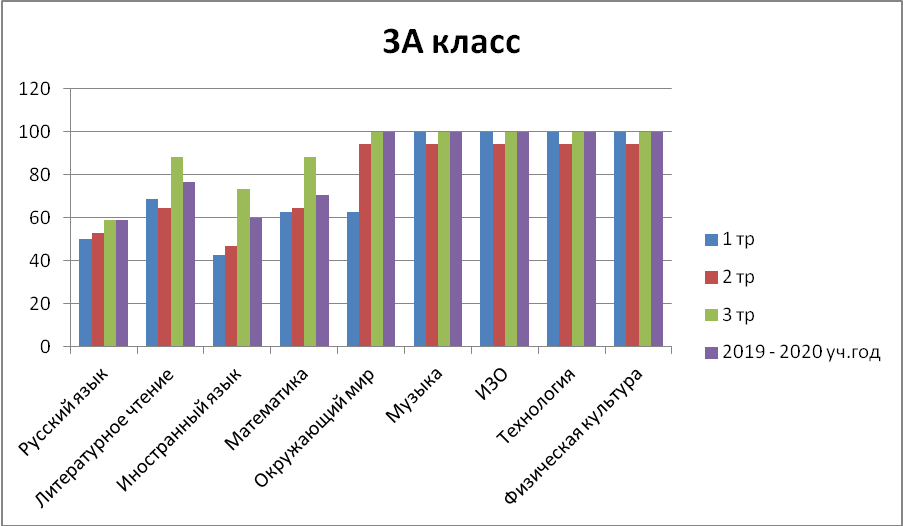 3А класс
120
100
80
60
40
20
0
Русский язык
Литературное чтение
Иностранный язык
Математика
Окружающий мир
Музыка
ИЗО
Технология
Физическая культура
1 тр
2 тр
3 тр
2019 - 2020 уч.год